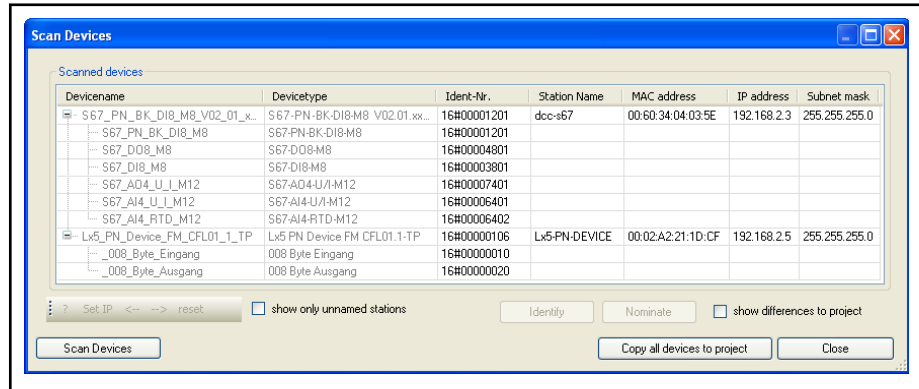 Scan Devices
Scanned devices
Devicename Devicetype Ident-Nr. Station Name MAC address IP address Subnet mask
S67_PN_BK_DI8_M8_V02_01_x... S67-PN-BK-DI8-M8 V02.01.xx... 16#00001201 dcc-s67 00:60:34:04:03:5E 192.168.2.3 255.255.255.0
S67_PN_BK_DI8_M8 S67-PN-BK-DI8-M8 16#00001201
S67_DO8_M8 S67-DO8-M8 16#00004801
S67_DI8_M8 S67-DI8-M8 16#00003801
S67_AO4_U_I_M12 S67-AO4-U/I-M12 16#00007401
S67_AI4_U_I_M12 S67-AI4-U/I-M12 16#00006401
S67_AI4_RTD_M12 S67-AI4-RTD-M12 16#00006402
Lx5_PN_Device_FM_CFL01_1_TP Lx5 PN Device FM CFL01.1-TP 16#00000106 Lx5-PN-DEVICE 00:02:A2:21:1D:CF 192.168.2.5 255.255.255.0
_008_Byte_Eingang 008 Byte Eingang 16#00000010
_008_Byte_Ausgang 008 Byte Ausgang 16#00000020
? Set IP <-- --> reset show only unnamed stations Identify Nominate show differences to project
Scan Devices Copy all devices to project Close